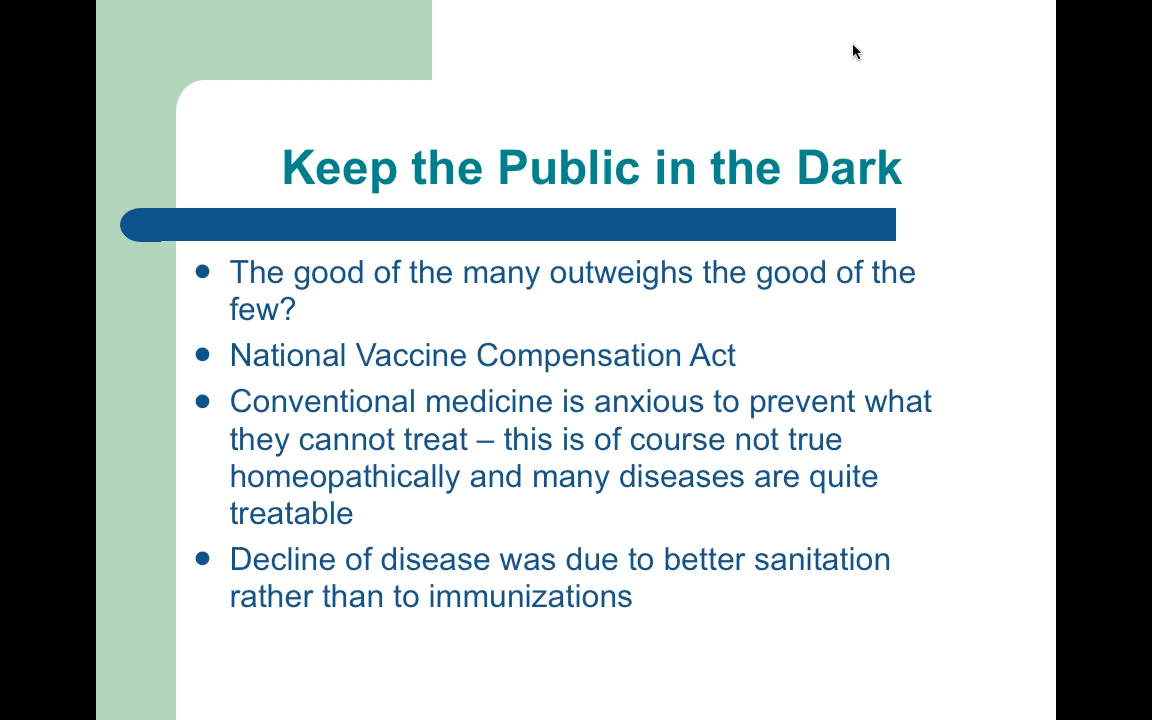 Keep the Public in the Dark
● The good of the many outweighs the good of the
few?
● National Vaccine Compensation Act
● Conventional medicine is anxious to prevent what
they cannot treat – this is of course not true
homeopathically and many diseases are quite
treatable
● Decline of disease was due to better sanitation
rather than to immunizations